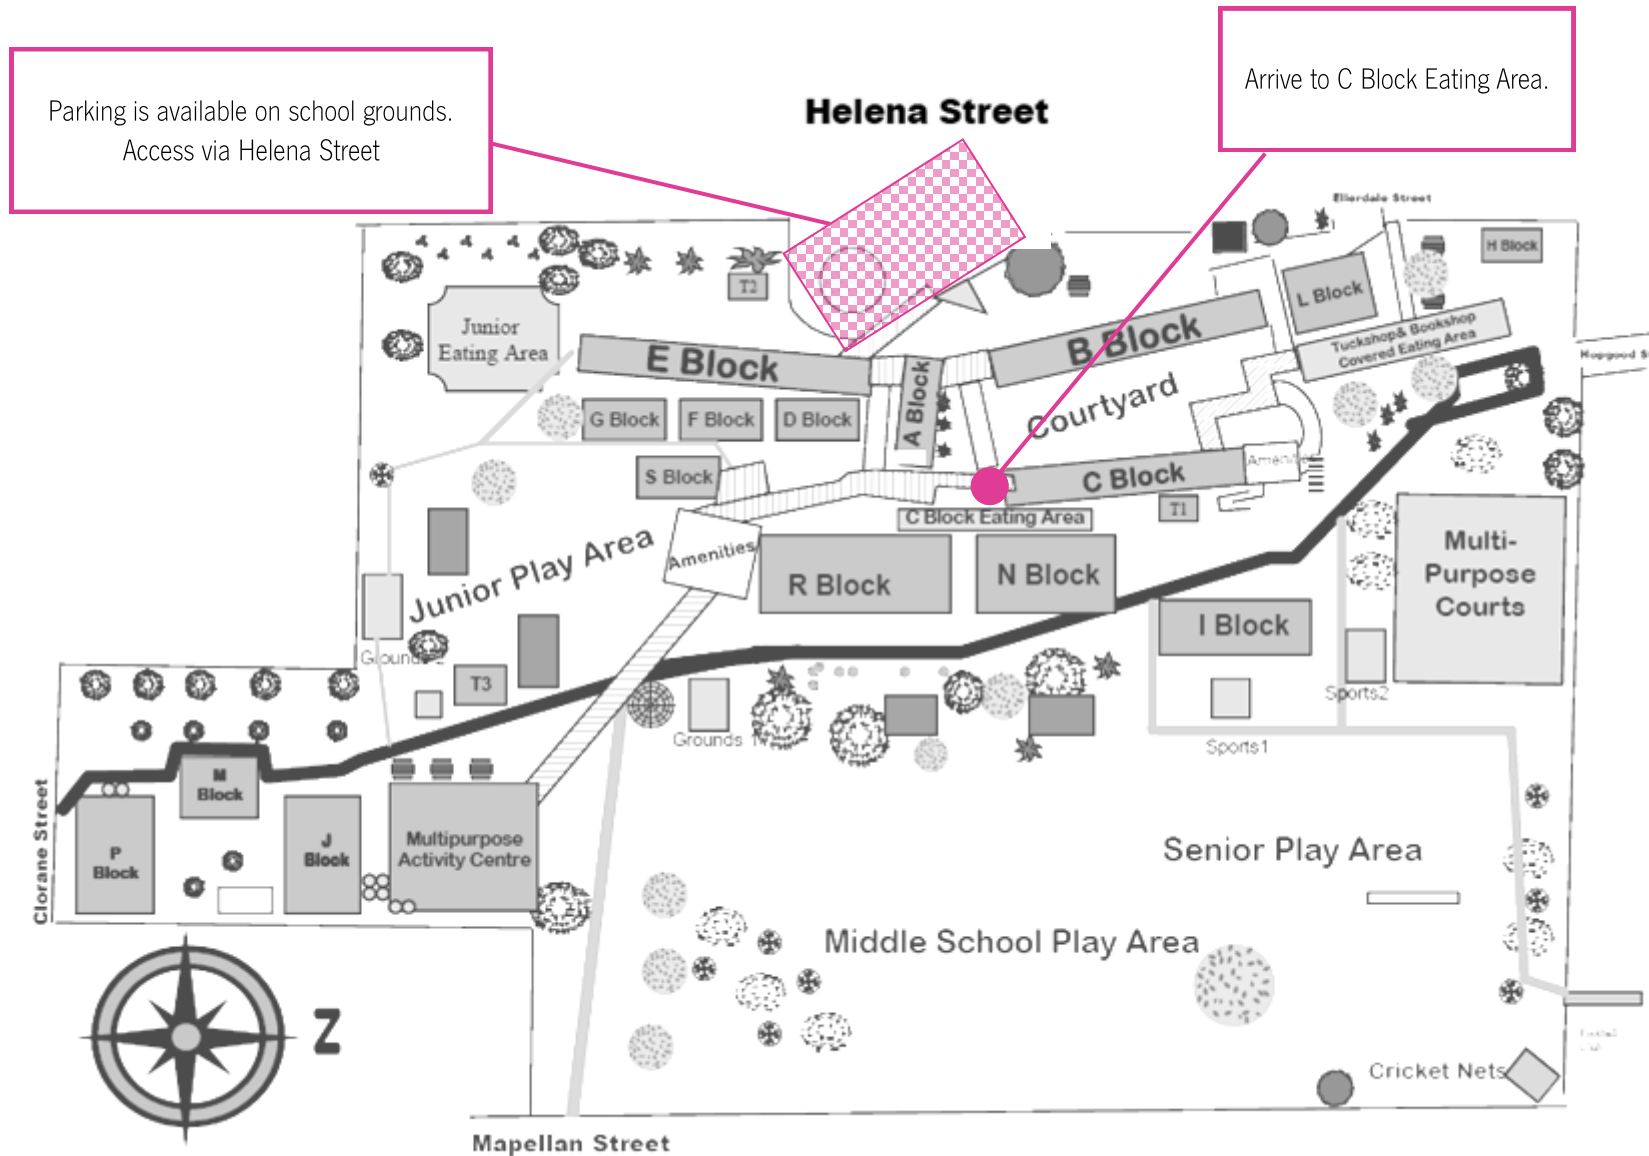 Parking is available on school grounds.
Access via Helena Street
Arrive to C Block Eating Area.
Helena Street
Ellerdale Street
H Block
L Block
T2
Junior
Eating Area
E Block
B Block
Tuckshop& Bookshop
Covered Eating Area
Hopgood S
A Block
Courtyard
G Block
F Block
D Block
S Block
C Block
Amenities
T1
C Block Eating Area
Junior Play Area
Amenities
R Block
N Block
Multi-
Purpose
Courts
I Block
Grounds 2
T3
Sports2
Grounds 1
Sports1
M
Block
P
Block
J
Block
Multipurpose
Activity Centre
Clorane Street
Senior Play Area
Middle School Play Area
Z
Cricket Nets
Mapellan Street